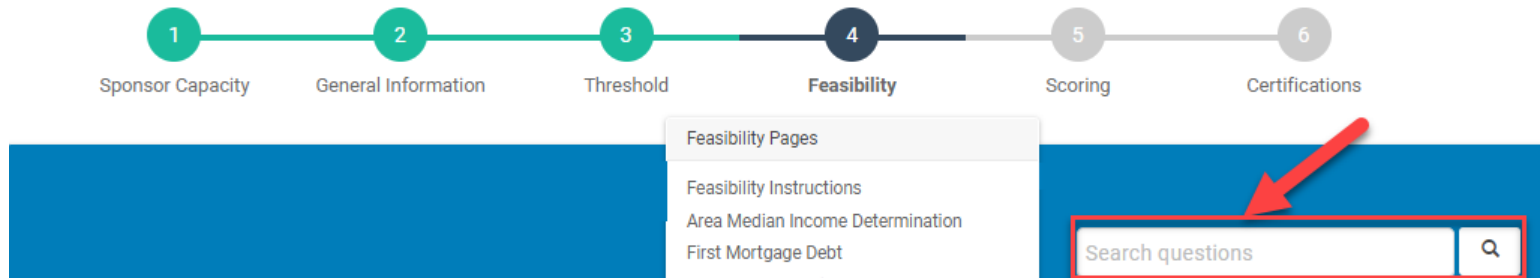 1 2 3 4 5 6
Sponsor Capacity General Information Threshold Feasibility Scoring Certifications
Feasibility Pages
Feasibility Instructions
Area Median Income Determination
First Mortgage Debt
Search questions